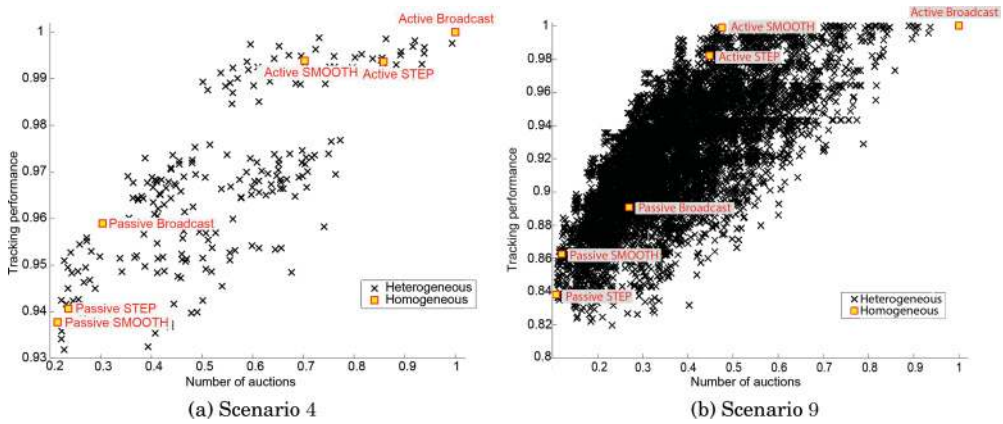 Active Broadcast
1
0.99
0.98
0.97
0.96
0.95
0.94
0.93
Tracking performance
Active SMOOTH
Active STEP
Passive Broadcast
Passive STEP
Passive SMOOTH
Heterogeneous
Homogeneous
0.2 0.3 0.4 0.5 0.6 0.7 0.8 0.9 1
Number of auctions
(a) Scenario 4
Active Broadcast
1
0.98
0.96
0.94
0.92
0.9
0.88
0.86
0.84
0.82
0.8
Tracking performance
Active SMOOTH
Active STEP
Passive Broadcast
Passive SMOOTH
Passive STEP
Heterogeneous
Homogeneous
0.2 0.3 0.4 0.5 0.6 0.7 0.8 0.9 1
Number of auctions
(b) Scenario 9